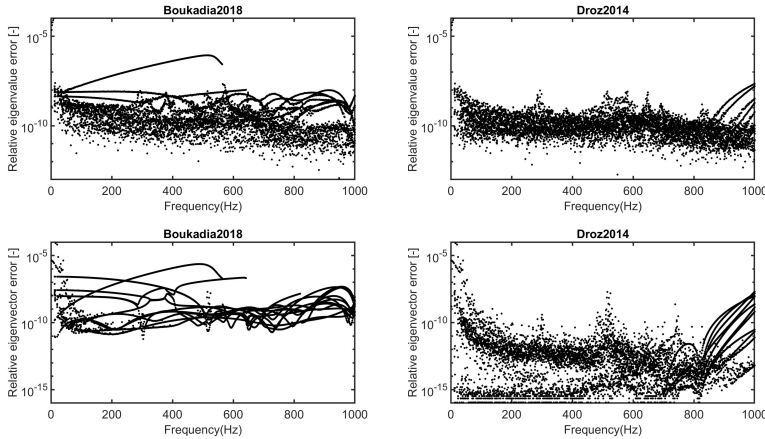 Boukadia2018
Relative eigenvalue error [-]
10-5
10-10
0 200 400 600 800 1000
Frequency(Hz)
Droz2014
Relative eigenvalue error [-]
10-5
10-10
0 200 400 600 800 1000
Frequency(Hz)
Boukadia2018
Relative eigenvector error [-]
10-5
10-10
10-15
0 200 400 600 800 1000
Frequency(Hz)
Droz2014
Relative eigenvector error [-]
10-5
10-10
10-15
0 200 400 600 800 1000
Frequency(Hz)